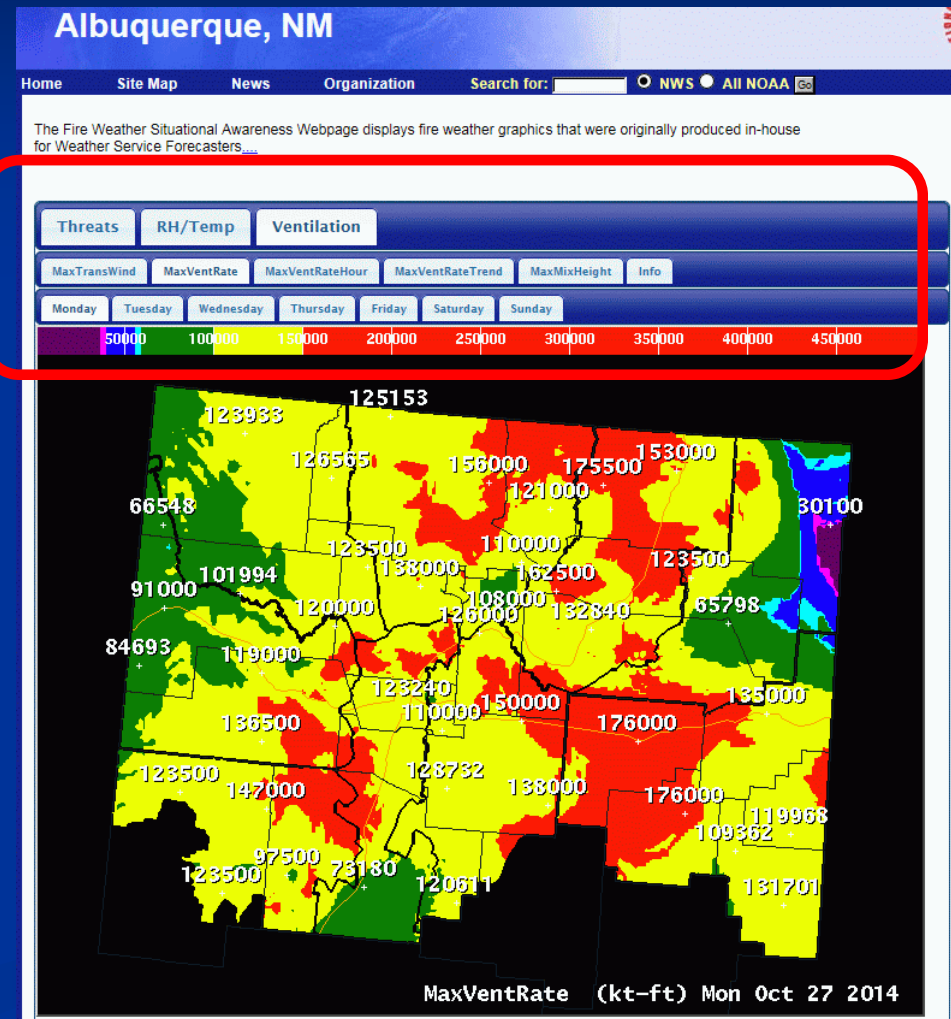 Albuquerque, NM
Home Site Map News Organization Search for: NWS All NOAA Go
The Fire Weather Situational Awareness Webpage displays fire weather graphics that were originally produced in-house
for Weather Service Forecasters....
Threats RH/Temp Ventilation
MaxTransWind MaxVentRate MaxVentRateHour MaxVentRateTrend MaxMixHeight Info
Monday Tuesday Wednesday Thursday Friday Saturday Sunday
50000 100000 150000 200000 250000 300000 350000 400000 450000
125153
123933
126565 156000 175500 153000
121000
66548 30100
123500 110000
138000 162500 123500
101994
91000 120000 108000 132840 65798
126000
84693 119000
123240 150000 135000
110000
136500 176000
123500 128732
147000 138000 176000
119968
109362
97500 73180
123500 120611 131701
MaxVentRate (kt-ft) Mon Oct 27 2014